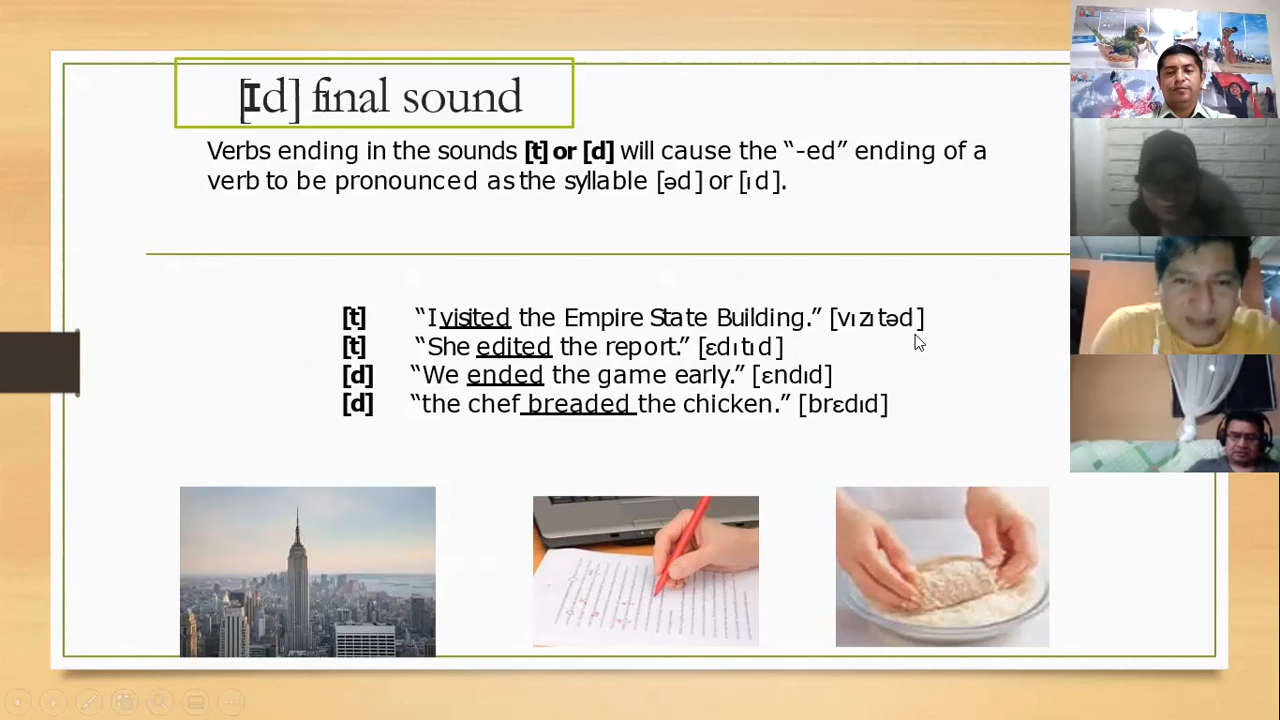 [ɪd] final sound
Verbs ending in the sounds [t] or [d] will cause the “-ed” ending of a
verb to be pronounced as the syllable [əd] or [ɪd].
[t] “I visited the Empire State Building.” [vɪzɪtəd]
[t] “She edited the report.” [ɛdɪtɪd]
[d] “We ended the game early.” [ɛndɪd]
[d] “the chef breaded the chicken.” [brɛdɪd]